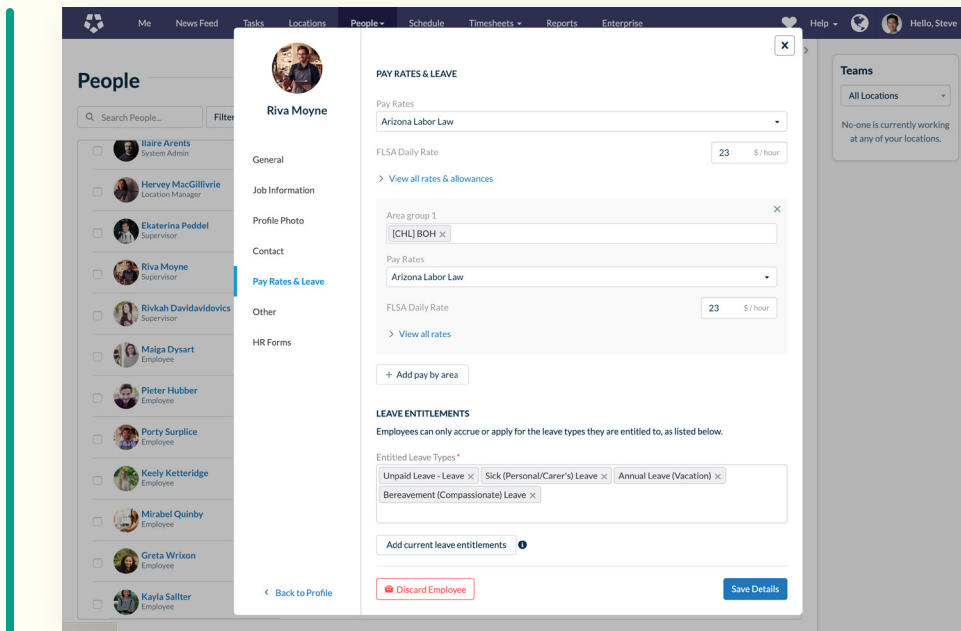 Me News Feed Tasks Locations People Schedule Timesheets Reports Enterprise Help Hello, Steve
People
Search People...
Filter
Ilaire Arents
System Admin
Hervey MacGillivrie
Location Manager
Ekaterina Peddel
Supervisor
Riva Moyne
Supervisor
Rivkah Davidavidovics
Supervisor
Maiga Dysart
Employee
Pieter Hubber
Employee
Porty Surplice
Employee
Keely Ketteridge
Employee
Mirabel Quinby
Employee
Greta Wrixon
Employee
Kayla Sallter
Employee
Riva Moyne
General
Job Information
Profile Photo
Contact
Pay Rates & Leave
Other
HR Forms
Back to Profile
PAY RATES & LEAVE
Pay Rates
Arizona Labor Law
FLSA Daily Rate 23 $/hour
View all rates & allowances
Area group 1
[CHL] BOH ×
Pay Rates
Arizona Labor Law
FLSA Daily Rate 23 $/hour
View all rates
+ Add pay by area
LEAVE ENTITLEMENTS
Employees can only accrue or apply for the leave types they are entitled to, as listed below.
Entitled Leave Types *
Unpaid Leave - Leave × Sick (Personal/Carer's) Leave × Annual Leave (Vacation) ×
Bereavement (Compassionate) Leave ×
Add current leave entitlements
Discard Employee
Save Details
Teams
All Locations
No-one is currently working
at any of your locations.